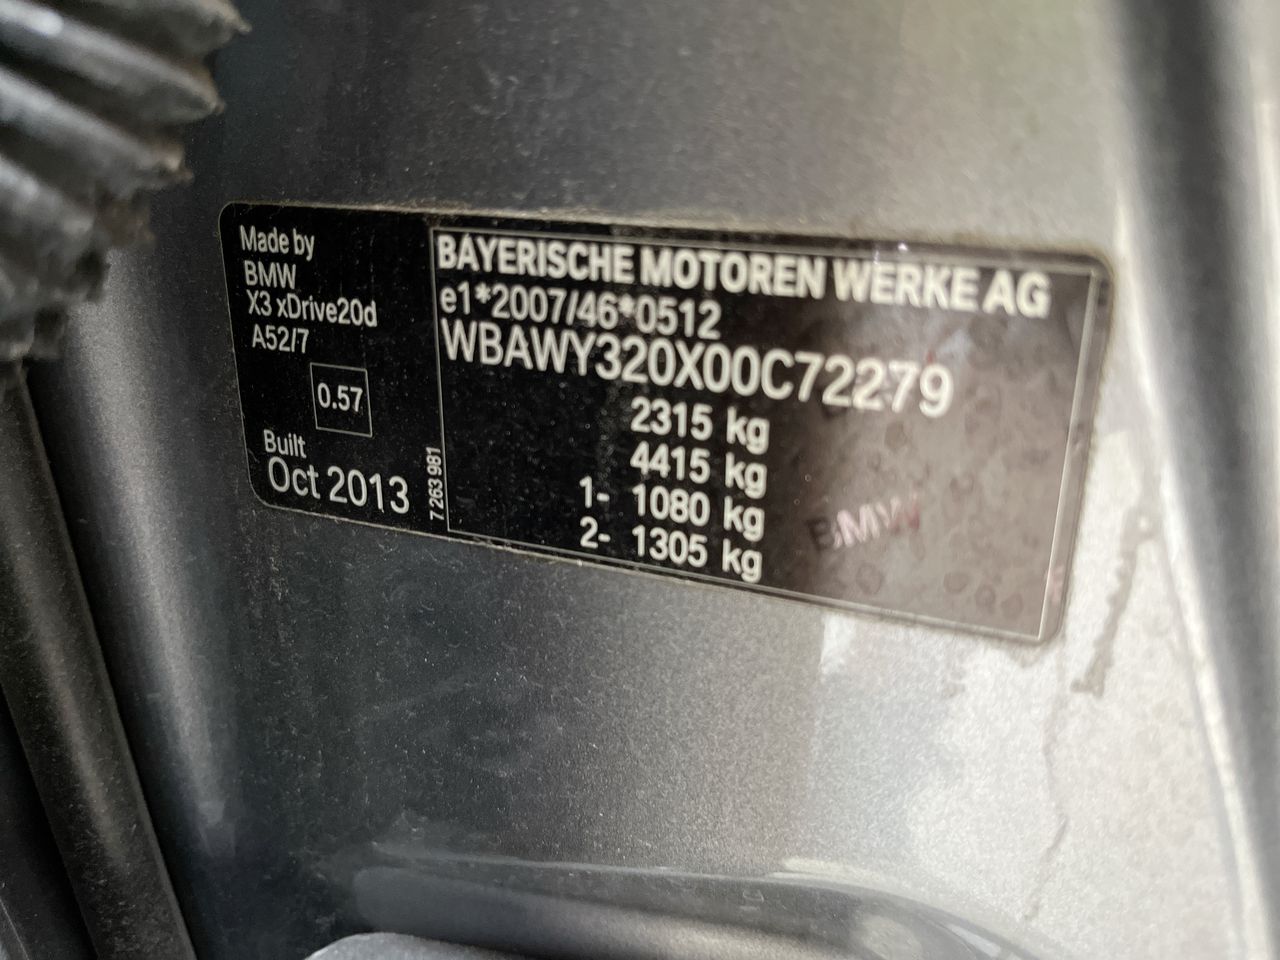 Made by
BMW
X3 xDrive20d
A52/7
0.57
Built
Oct 2013
7 263 981
BAYERISCHE MOTOREN WERKE AG
e1*2007/46*0512
WBAWY320X00C72279
2315 kg
4415 kg
1- 1080 kg
2- 1305 kg
BMW